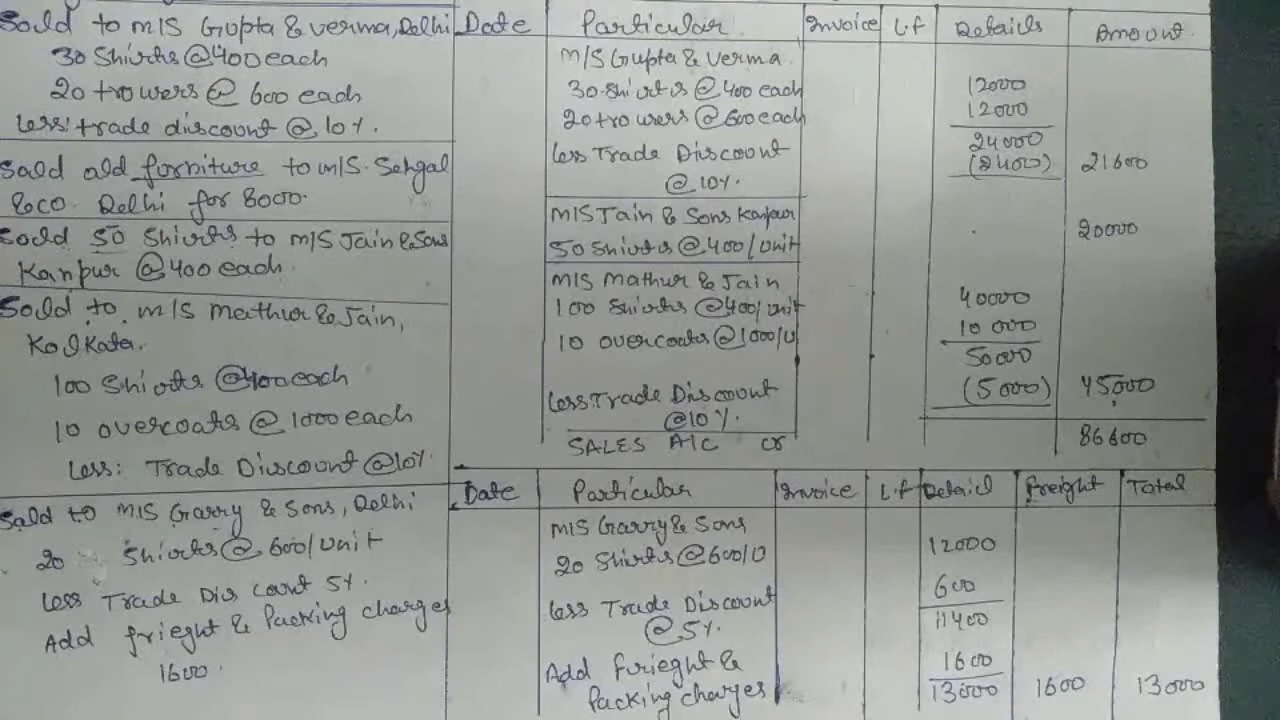 Sold to M/S Gupta & verma, Delhi
30 Shirts @ 400 each
20 trowers @ 600 each
Less: trade discount @ 10%.
Sold old forniture to M/S. Sehgal
& co. Delhi for 8000.
Sold 50 Shirts to M/S Jain & Sons
Kanpur @ 400 each.
Sold to M/S Mathur & Jain,
Kolkata.
100 Shirts @ 400 each
10 overcoats @ 1000 each
Less: Trade Discount @ 10%.
Sold to M/S Garry & Sons, Delhi
20 Shirts @ 600/Unit
Less Trade Discount 5%.
Add frieght & Packing charges
1600.
Date Particular. Invoice L.f Details Amount.
M/S Gupta & Verma
30 Shirts @ 400 each 12000
20 trowers @ 600 each 12000
24000
Less Trade Discount (2400) 21600
@ 10%.
M/S Jain & Sons Kanpur
50 Shirts @ 400/Unit 20000
M/S Mathur & Jain
100 Shirts @ 400/Unit 40000
10 overcoats @ 1000/U 10 000
50000
Less Trade Discount (5000) 45000
@ 10%.
SALES A/C cr 86600
Date Particular Invoice L.f Detail freight Total
M/S Garry & Sons
20 Shirts @ 600/U 12000
Less Trade Discount 600
@ 5%. 11400
Add frieght & 1600
Packing charges 13000 1600 13000